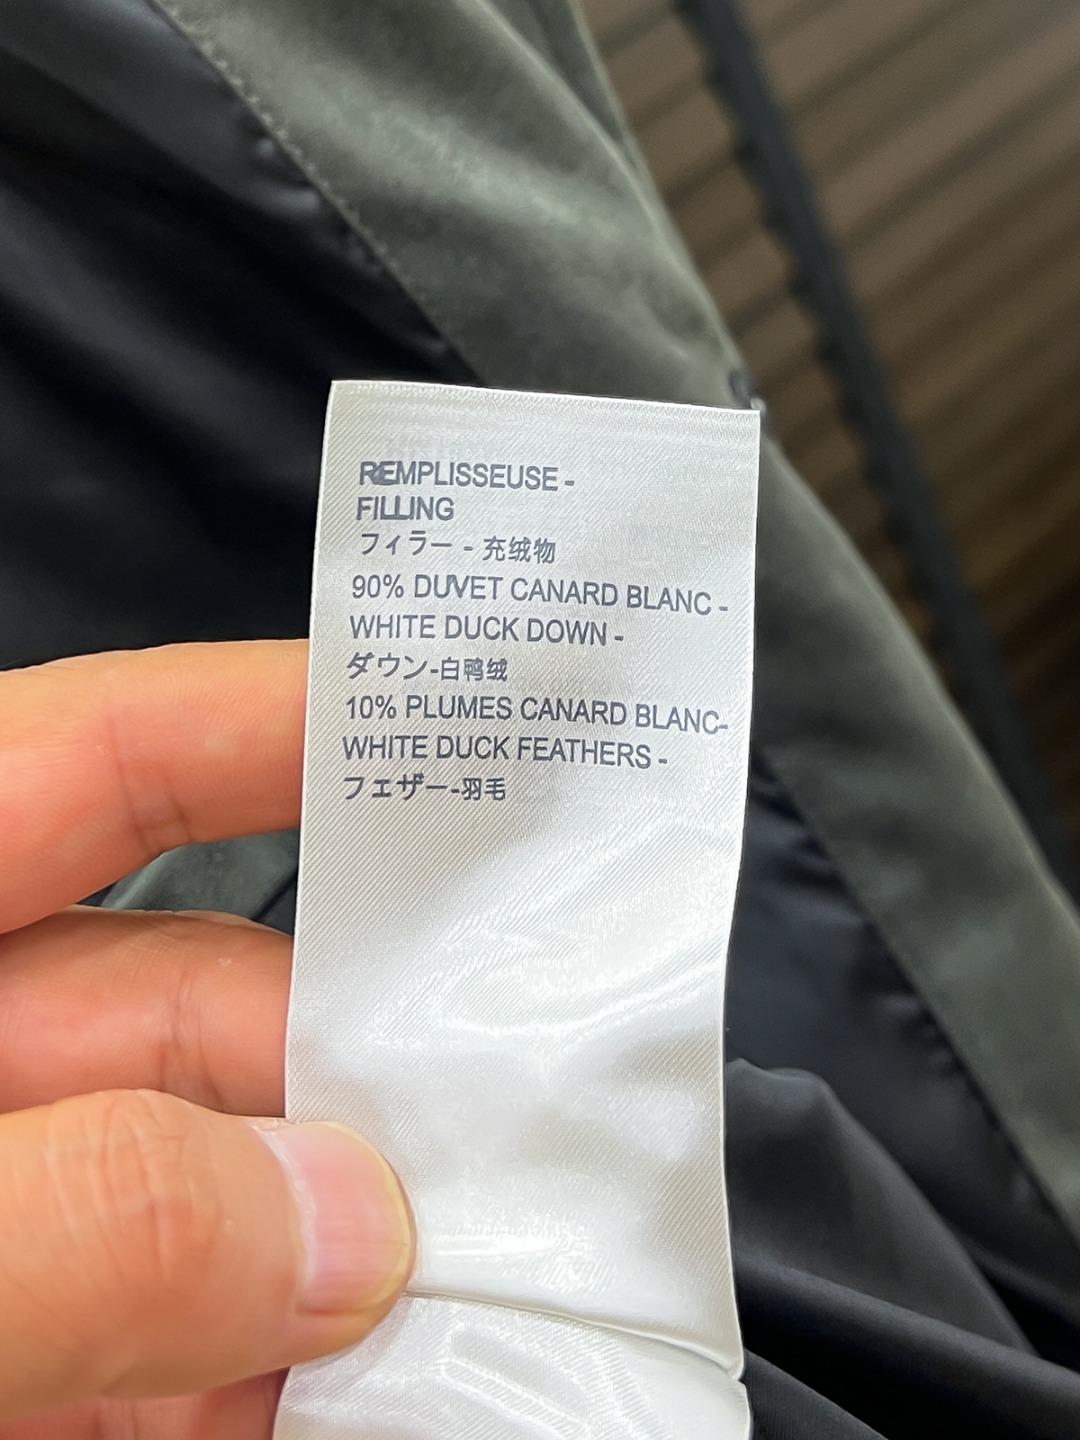 REMPLISSEUSE -
FILLING
フィラー - 充绒物
90% DUVET CANARD BLANC -
WHITE DUCK DOWN -
ダウン-白鸭绒
10% PLUMES CANARD BLANC-
WHITE DUCK FEATHERS -
フェザー-羽毛